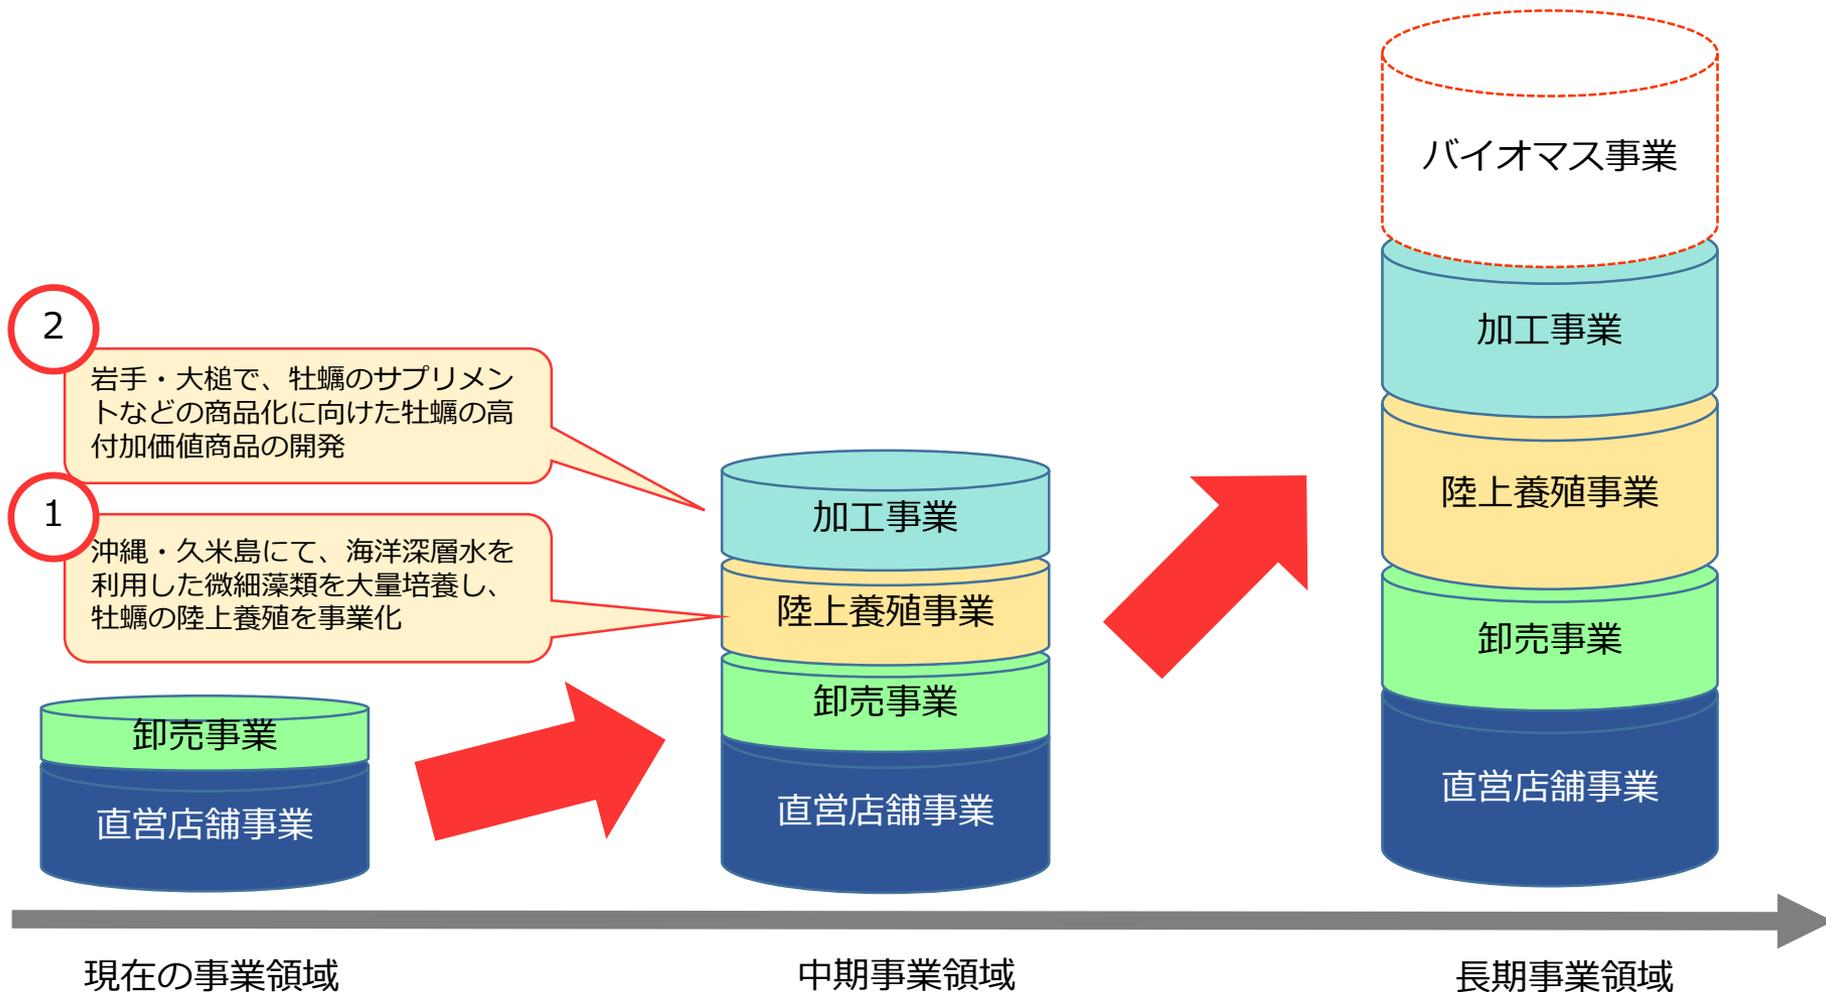 バイオマス事業
加工事業
陸上養殖事業
卸売事業
直営店舗事業
2
岩手・大槌で、牡蠣のサプリメン
トなどの商品化に向けた牡蠣の高
付加価値商品の開発
1
沖縄・久米島にて、海洋深層水を
利用した微細藻類を大量培養し、
牡蠣の陸上養殖を事業化
加工事業
陸上養殖事業
卸売事業
直営店舗事業
卸売事業
直営店舗事業
現在の事業領域
中期事業領域
長期事業領域